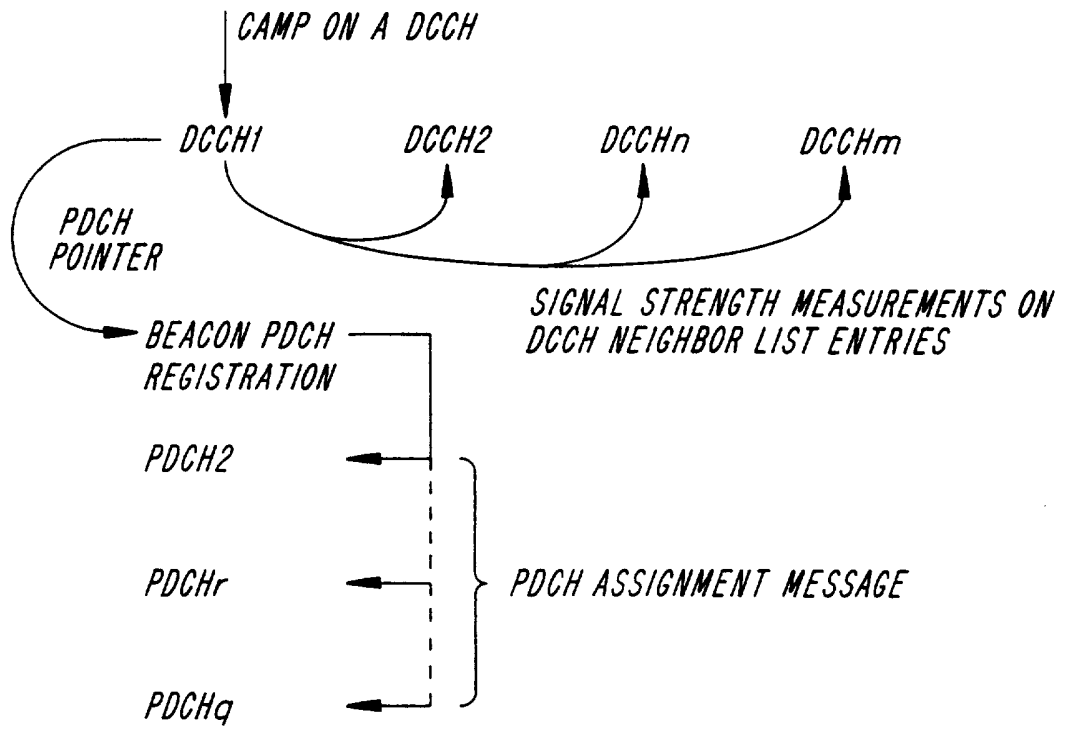 CAMP ON A DCCH
DCCH1 DCCH2 DCCHn DCCHm
PDCH
POINTER
SIGNAL STRENGTH MEASUREMENTS ON
DCCH NEIGHBOR LIST ENTRIES
BEACON PDCH
REGISTRATION
PDCH2
PDCHr
PDCH ASSIGNMENT MESSAGE
PDCHq